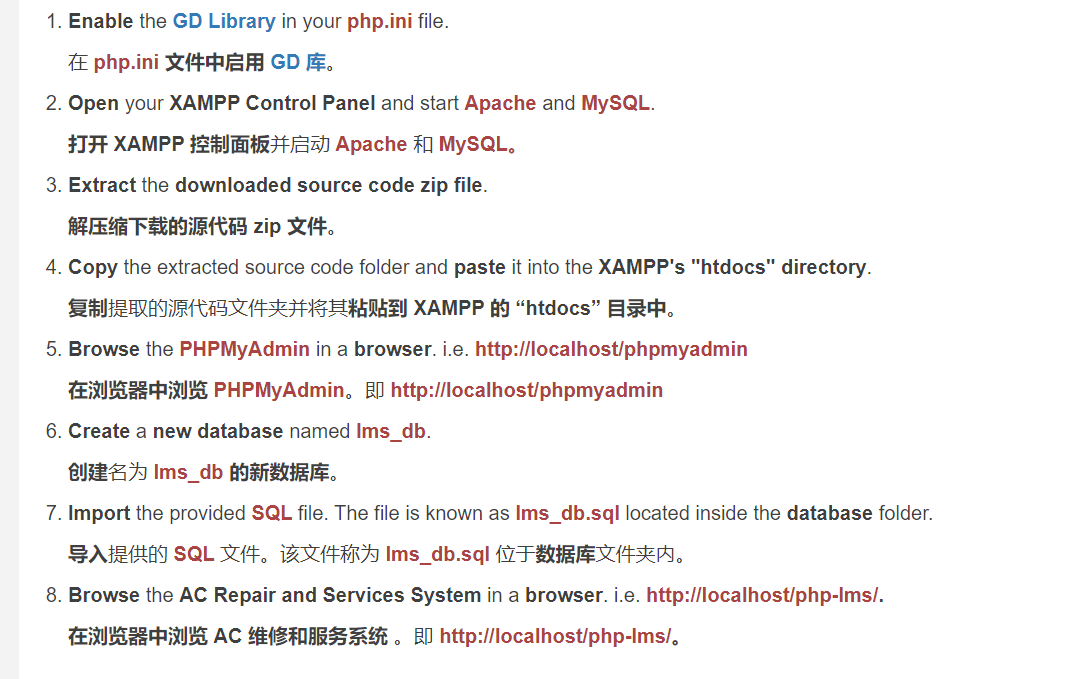 1. Enable the GD Library in your php.ini file.
在 php.ini 文件中启用 GD 库。
2. Open your XAMPP Control Panel and start Apache and MySQL.
打开 XAMPP 控制面板并启动 Apache 和 MySQL。
3. Extract the downloaded source code zip file.
解压缩下载的源代码 zip 文件。
4. Copy the extracted source code folder and paste it into the XAMPP's "htdocs" directory.
复制提取的源代码文件夹并将其粘贴到 XAMPP 的 “htdocs” 目录中。
5. Browse the PHPMyAdmin in a browser. i.e. http://localhost/phpmyadmin
在浏览器中浏览 PHPMyAdmin。即 http://localhost/phpmyadmin
6. Create a new database named lms_db.
创建名为 lms_db 的新数据库。
7. Import the provided SQL file. The file is known as lms_db.sql located inside the database folder.
导入提供的 SQL 文件。该文件称为 lms_db.sql 位于数据库文件夹内。
8. Browse the AC Repair and Services System in a browser. i.e. http://localhost/php-lms/.
在浏览器中浏览 AC 维修和服务系统 。即 http://localhost/php-lms/。